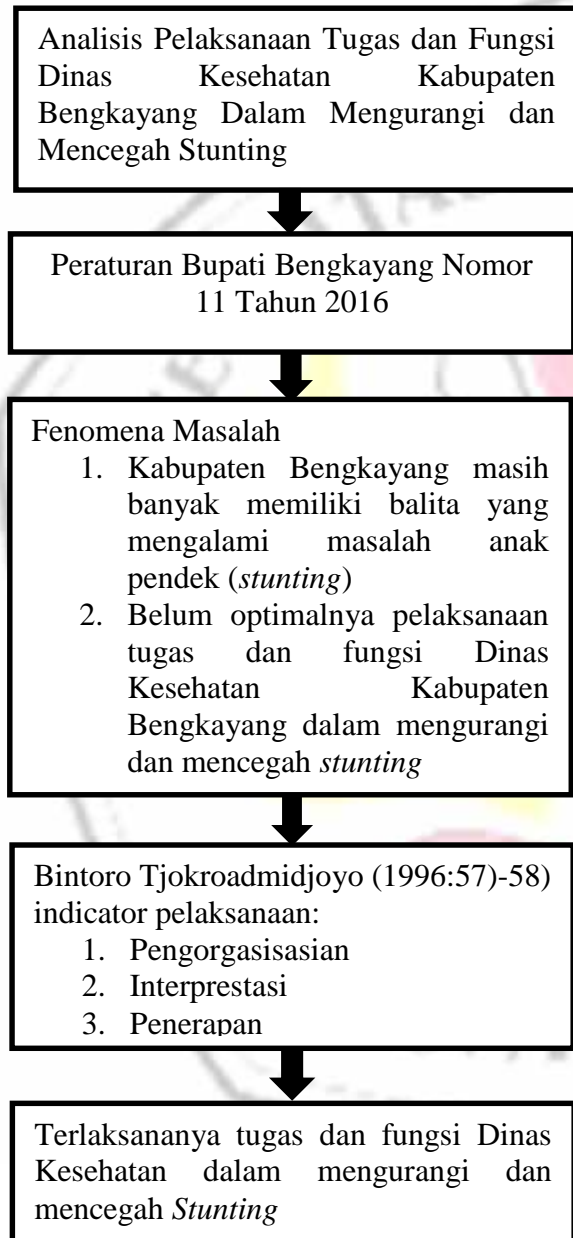 Analisis Pelaksanaan Tugas dan Fungsi
Dinas Kesehatan Kabupaten
Bengkayang Dalam Mengurangi dan
Mencegah Stunting
Peraturan Bupati Bengkayang Nomor
11 Tahun 2016
Fenomena Masalah
1. Kabupaten Bengkayang masih
banyak memiliki balita yang
mengalami masalah anak
pendek (stunting)
2. Belum optimalnya pelaksanaan
tugas dan fungsi Dinas
Kesehatan Kabupaten
Bengkayang dalam mengurangi
dan mencegah stunting
Bintoro Tjokroadmidjoyo (1996:57)-58)
indicator pelaksanaan:
1. Pengorgasisasian
2. Interprestasi
3. Penerapan
Terlaksananya tugas dan fungsi Dinas
Kesehatan dalam mengurangi dan
mencegah Stunting